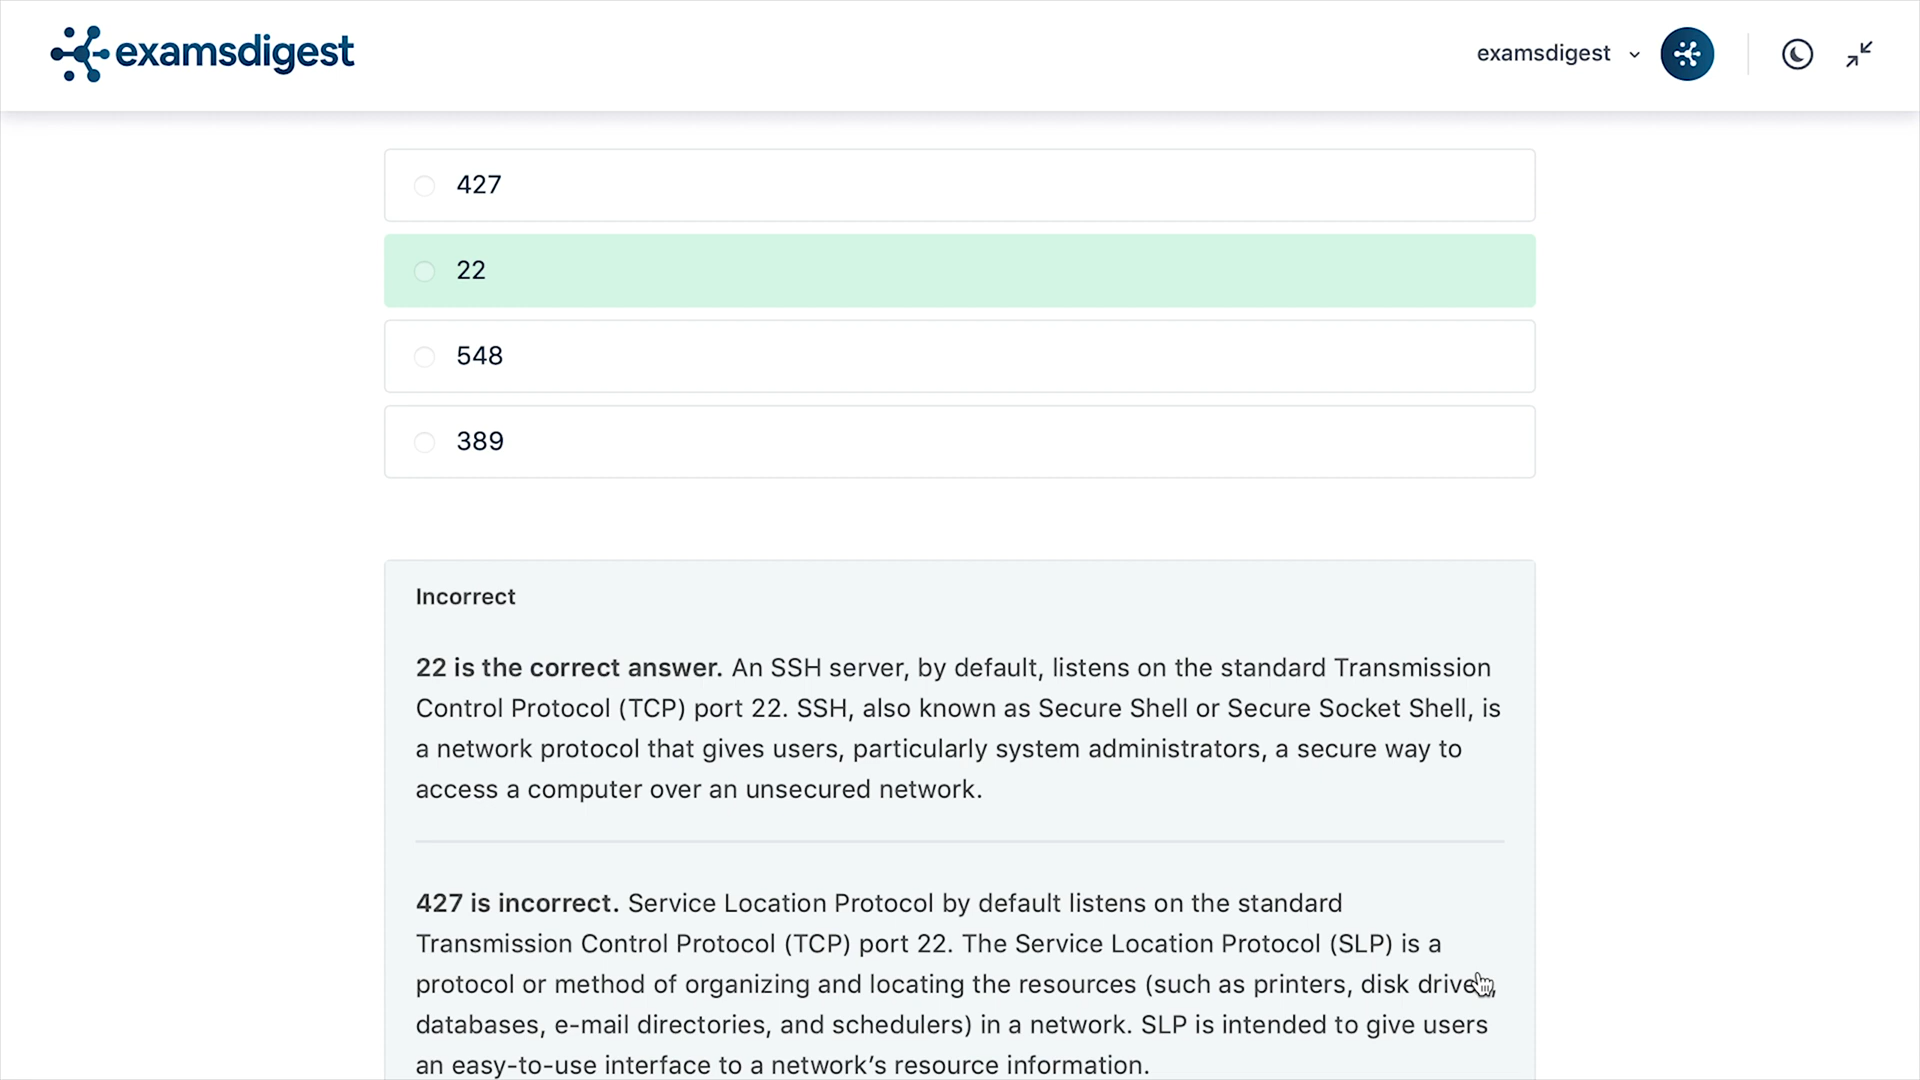 examsdigest
examsdigest
427
22
548
389
Incorrect
22 is the correct answer. An SSH server, by default, listens on the standard Transmission
Control Protocol (TCP) port 22. SSH, also known as Secure Shell or Secure Socket Shell, is
a network protocol that gives users, particularly system administrators, a secure way to
access a computer over an unsecured network.
427 is incorrect. Service Location Protocol by default listens on the standard
Transmission Control Protocol (TCP) port 22. The Service Location Protocol (SLP) is a
protocol or method of organizing and locating the resources (such as printers, disk drives,
databases, e-mail directories, and schedulers) in a network. SLP is intended to give users
an easy-to-use interface to a network’s resource information.